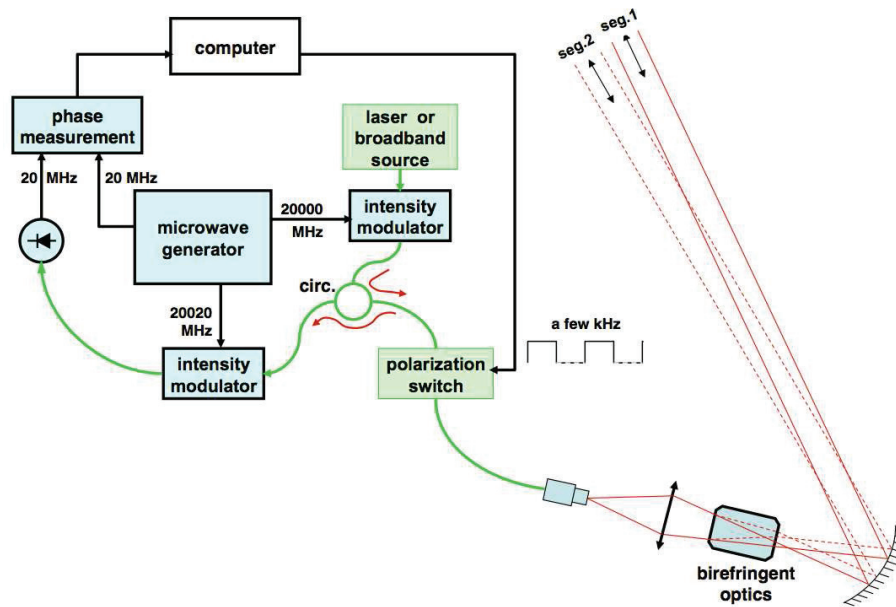 computer
seg.2
seg.1
phase
measurement
laser or
broadband
source
20 MHz
20 MHz
microwave
generator
20000
MHz
intensity
modulator
circ.
20020
MHz
a few kHz
intensity
modulator
polarization
switch
birefringent
optics